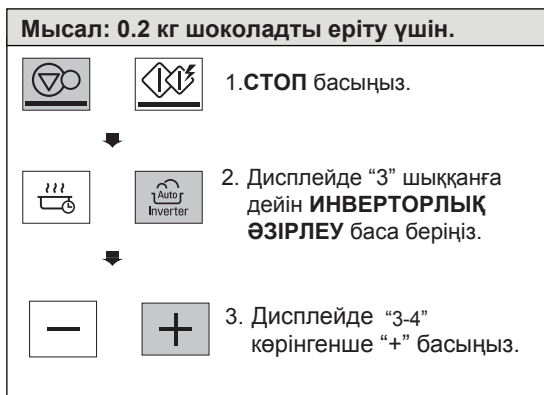 Мысал: 0.2 кг шоколадты еріту үшін.
1.СТОП басыңыз.
Auto
Inverter
2. Дисплейде “3” шыққанға
дейін ИНВЕРТОРЛЫҚ
ӘЗІРЛЕУ баса беріңіз.
3. Дисплейде “3-4”
көрінгенше “+” басыңыз.